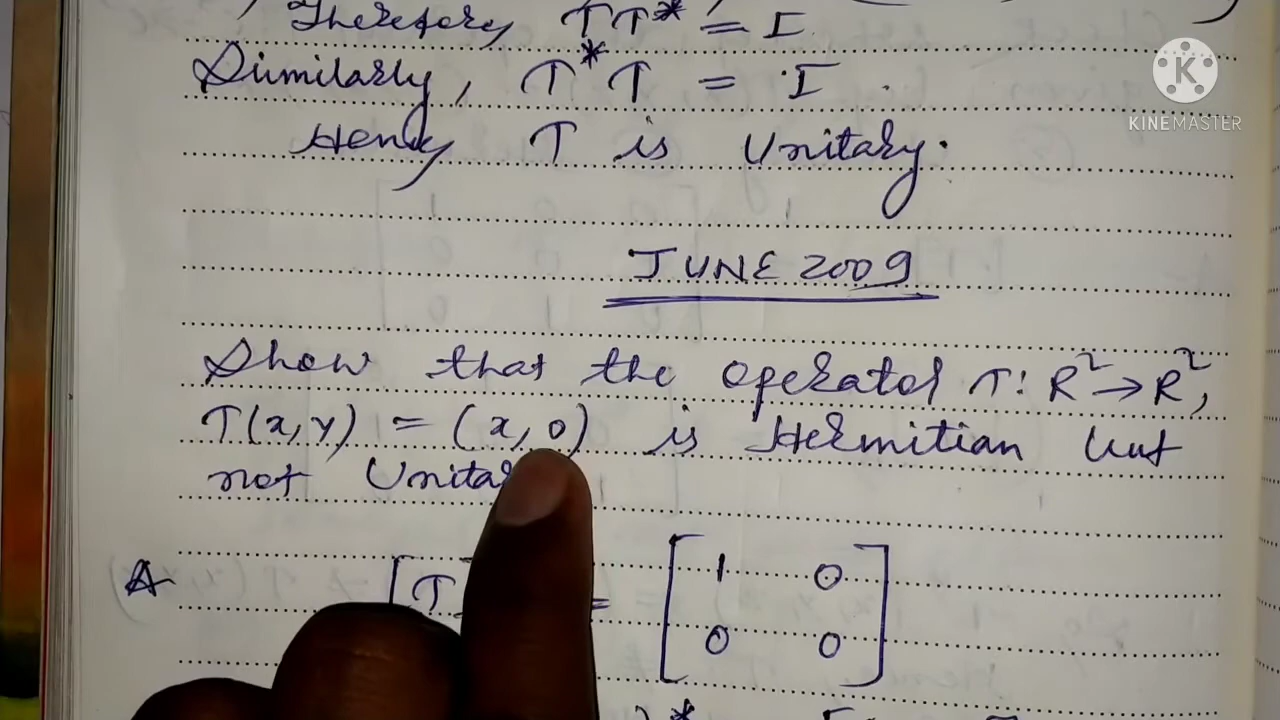 Therefore, TT* = I
Similarly, T*T = I.
Hence T is Unitary.
JUNE 2009
Show that the operator T: R² → R²,
T(x, y) = (x, 0) is Hermitian but
not
A [T = [1 0
0 0]
K
KINEMASTER